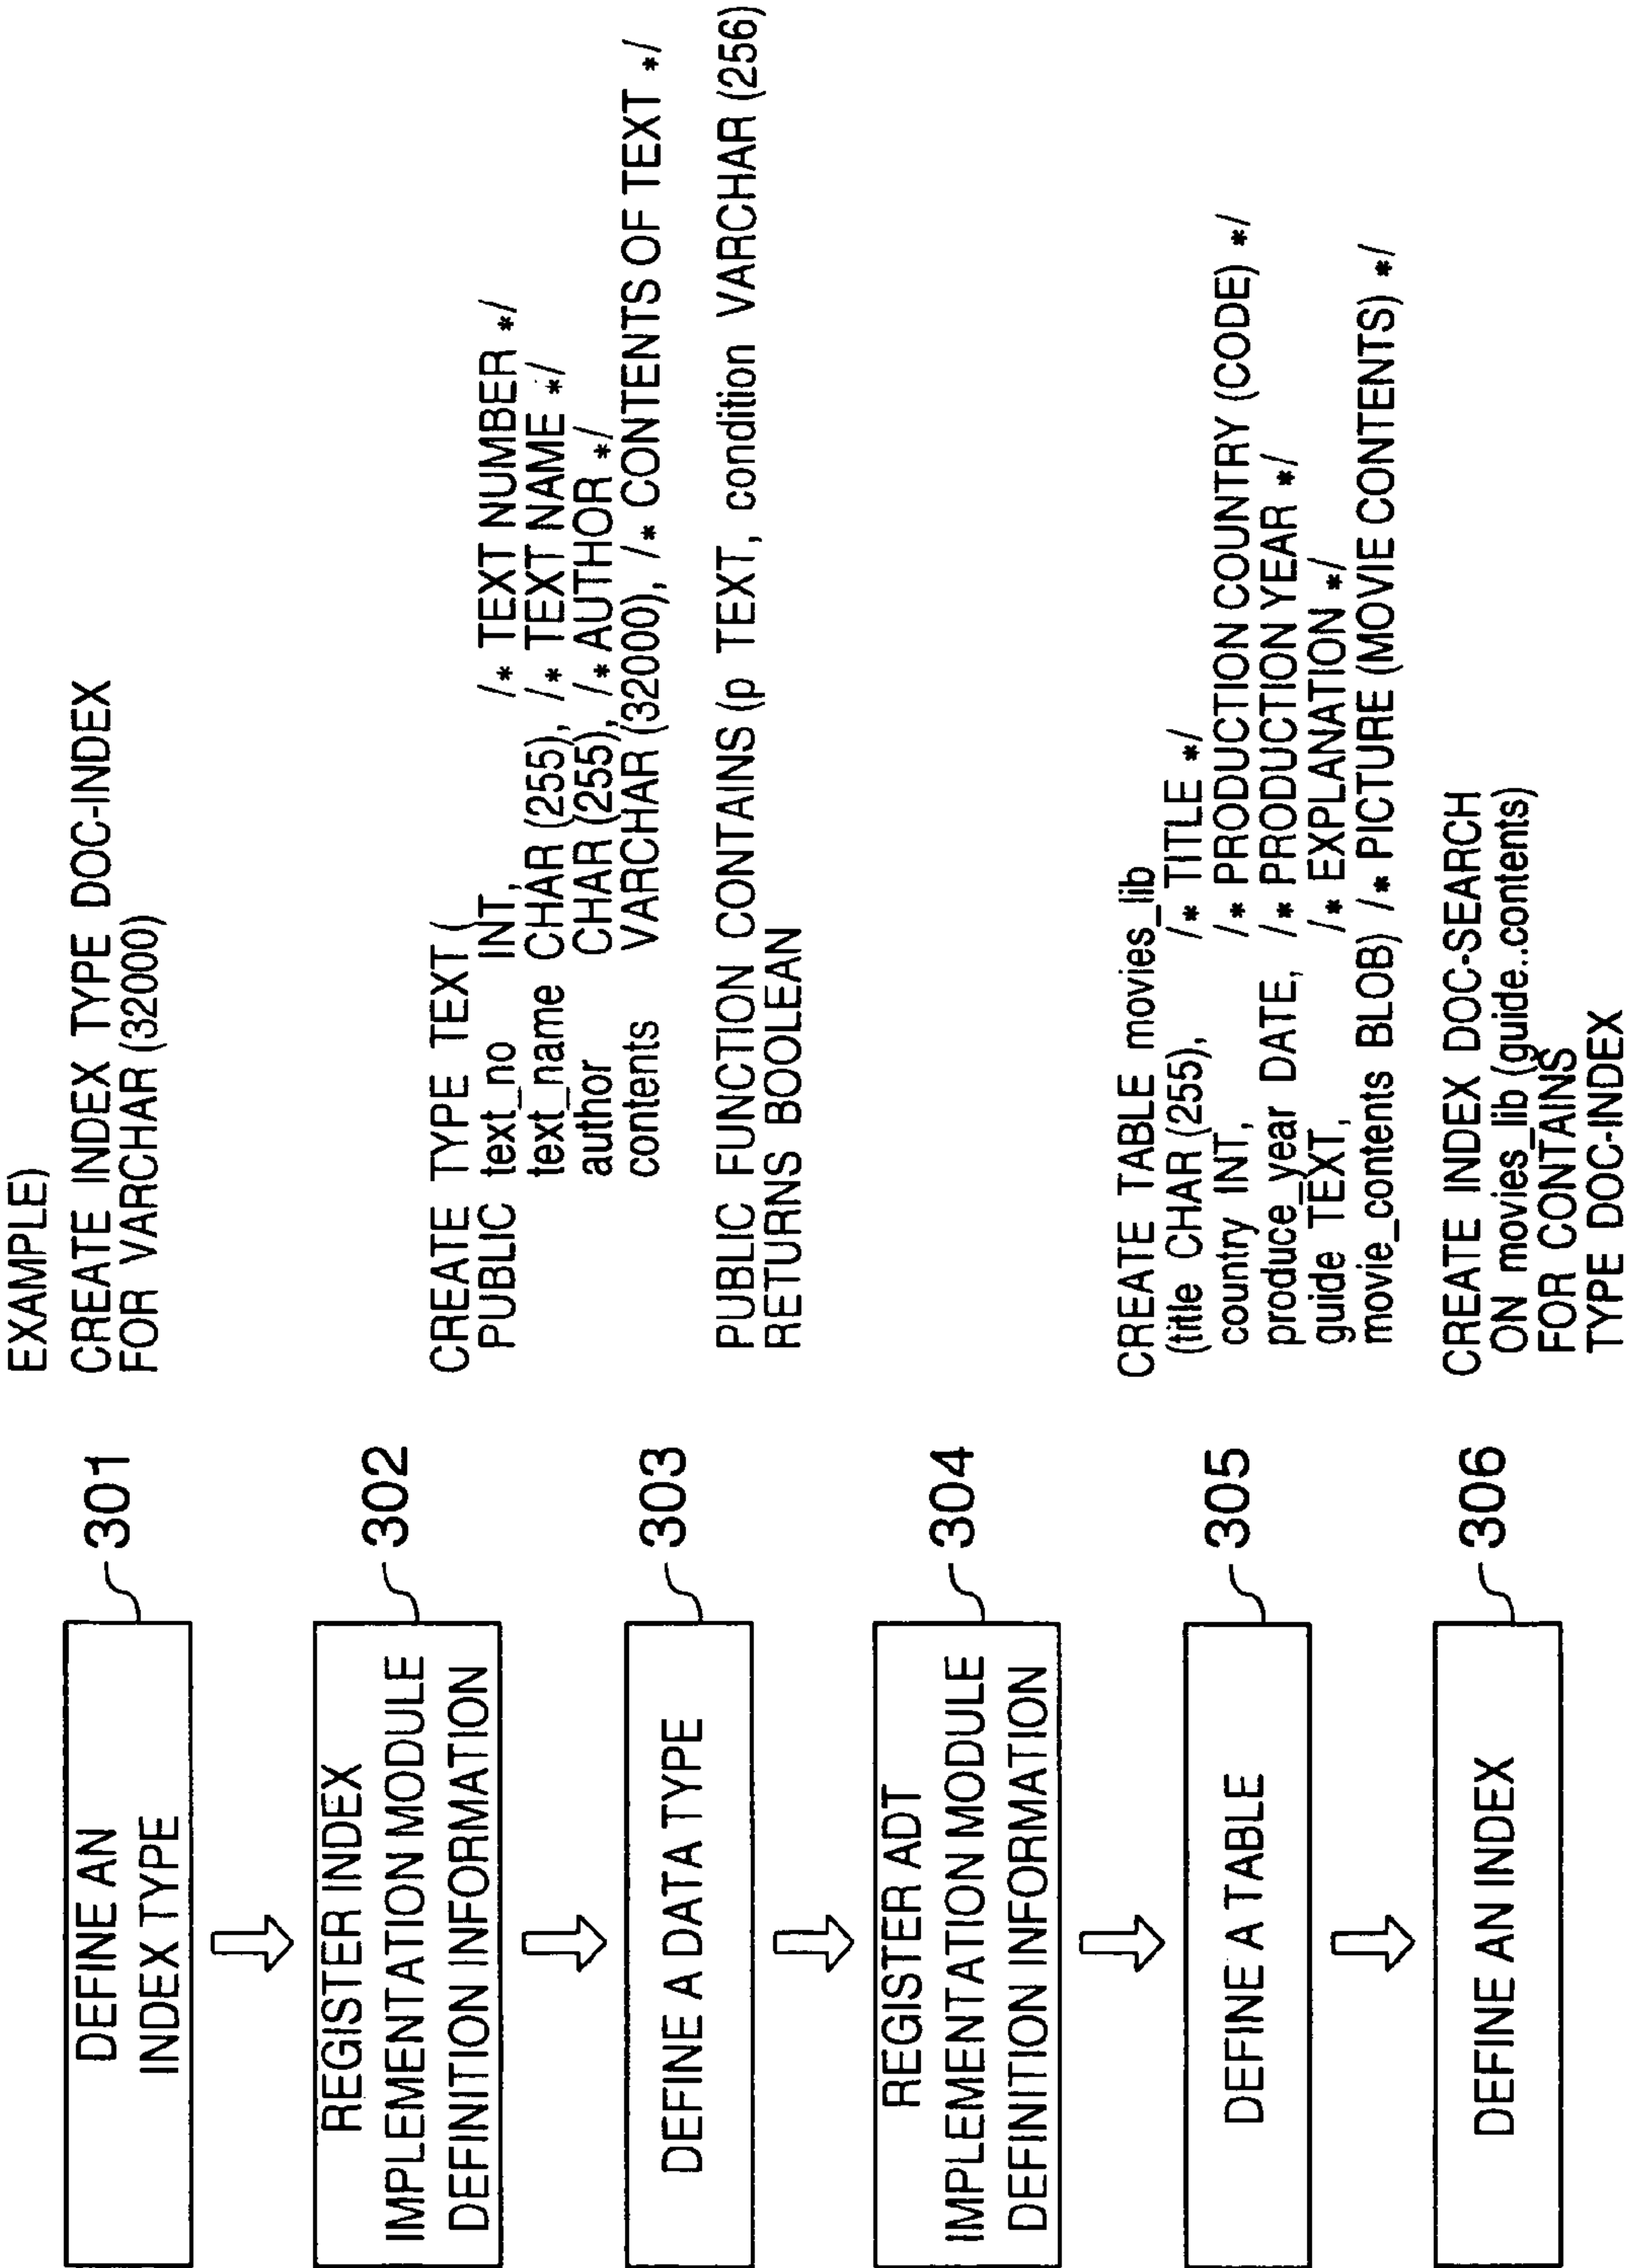 EXAMPLE)
DEFINE AN
INDEX TYPE
301
CREATE INDEX TYPE DOC-INDEX
FOR VARCHAR (32000)
REGISTER INDEX
IMPLEMENTATION MODULE
DEFINITION INFORMATION
302
DEFINE A DATA TYPE
303
CREATE TYPE TEXT (
PUBLIC text_no INT, /* TEXT NUMBER */
text_name CHAR (255), /* TEXT NAME */
author CHAR (255), /* AUTHOR */
contents VARCHAR (32000), /* CONTENTS OF TEXT */
PUBLIC FUNCTION CONTAINS (p TEXT, condition VARCHAR (256)
RETURNS BOOLEAN
REGISTER ADT
IMPLEMENTATION MODULE
DEFINITION INFORMATION
304
DEFINE A TABLE
305
CREATE TABLE movies_lib
(title CHAR (255), /* TITLE */
country INT, /* PRODUCTION COUNTRY (CODE) */
produce_year DATE, /* PRODUCTION YEAR */
guide TEXT, /* EXPLANATION */
movie_contents BLOB) /* PICTURE (MOVIE CONTENTS) */
DEFINE AN INDEX
306
CREATE INDEX DOC-SEARCH
ON movies_lib (guide..contents)
FOR CONTAINS
TYPE DOC-INDEX